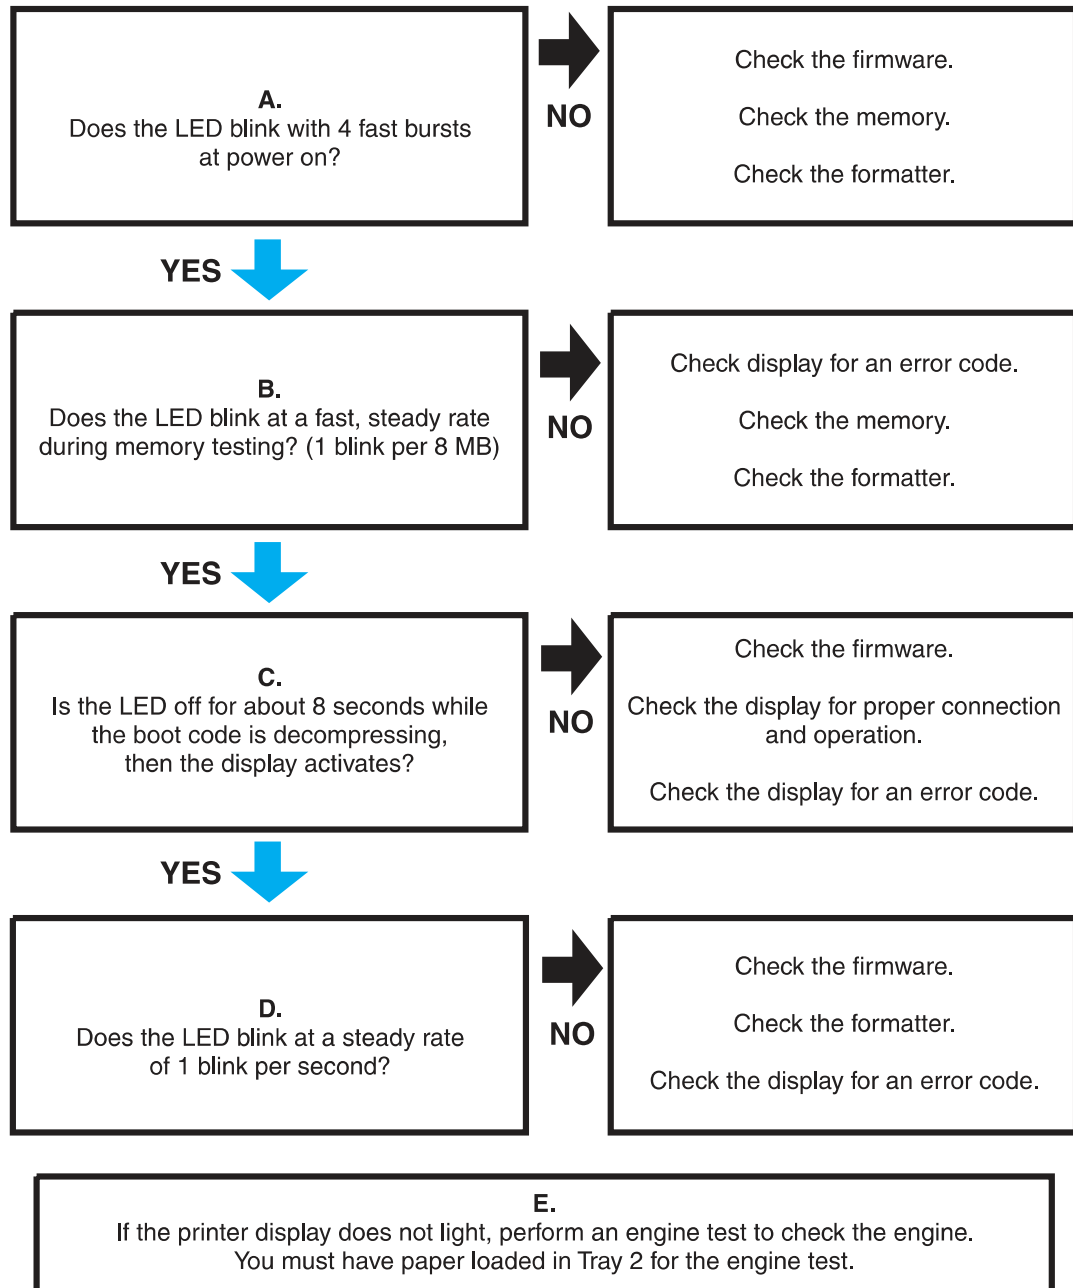 A.
Does the LED blink with 4 fast bursts
at power on?
NO
Check the firmware.
Check the memory.
Check the formatter.
YES
B.
Does the LED blink at a fast, steady rate
during memory testing? (1 blink per 8 MB)
NO
Check display for an error code.
Check the memory.
Check the formatter.
YES
C.
Is the LED off for about 8 seconds while
the boot code is decompressing,
then the display activates?
NO
Check the firmware.
Check the display for proper connection
and operation.
Check the display for an error code.
YES
D.
Does the LED blink at a steady rate
of 1 blink per second?
NO
Check the firmware.
Check the formatter.
Check the display for an error code.
E.
If the printer display does not light, perform an engine test to check the engine.
You must have paper loaded in Tray 2 for the engine test.